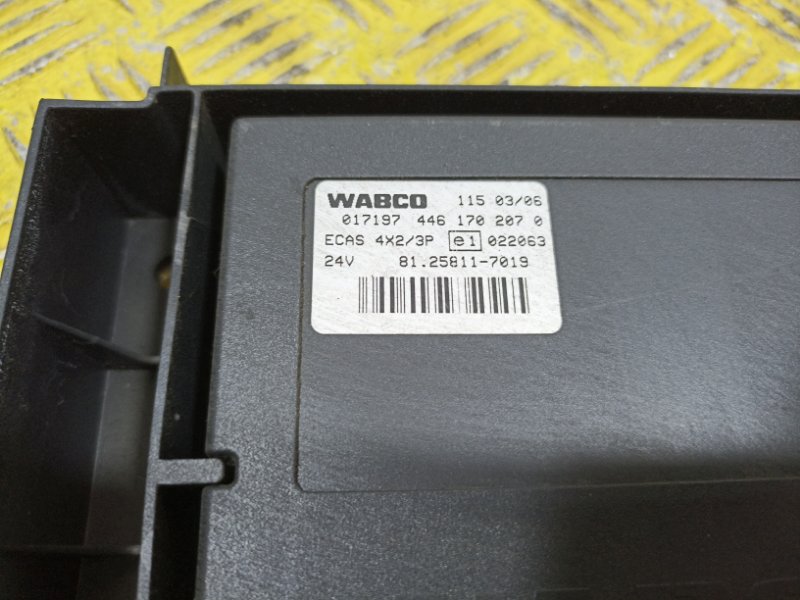 WABCO 115 03/06
017197 446 170 207 0
ECAS 4X2/3P e1 022063
24V 81.25811-7019